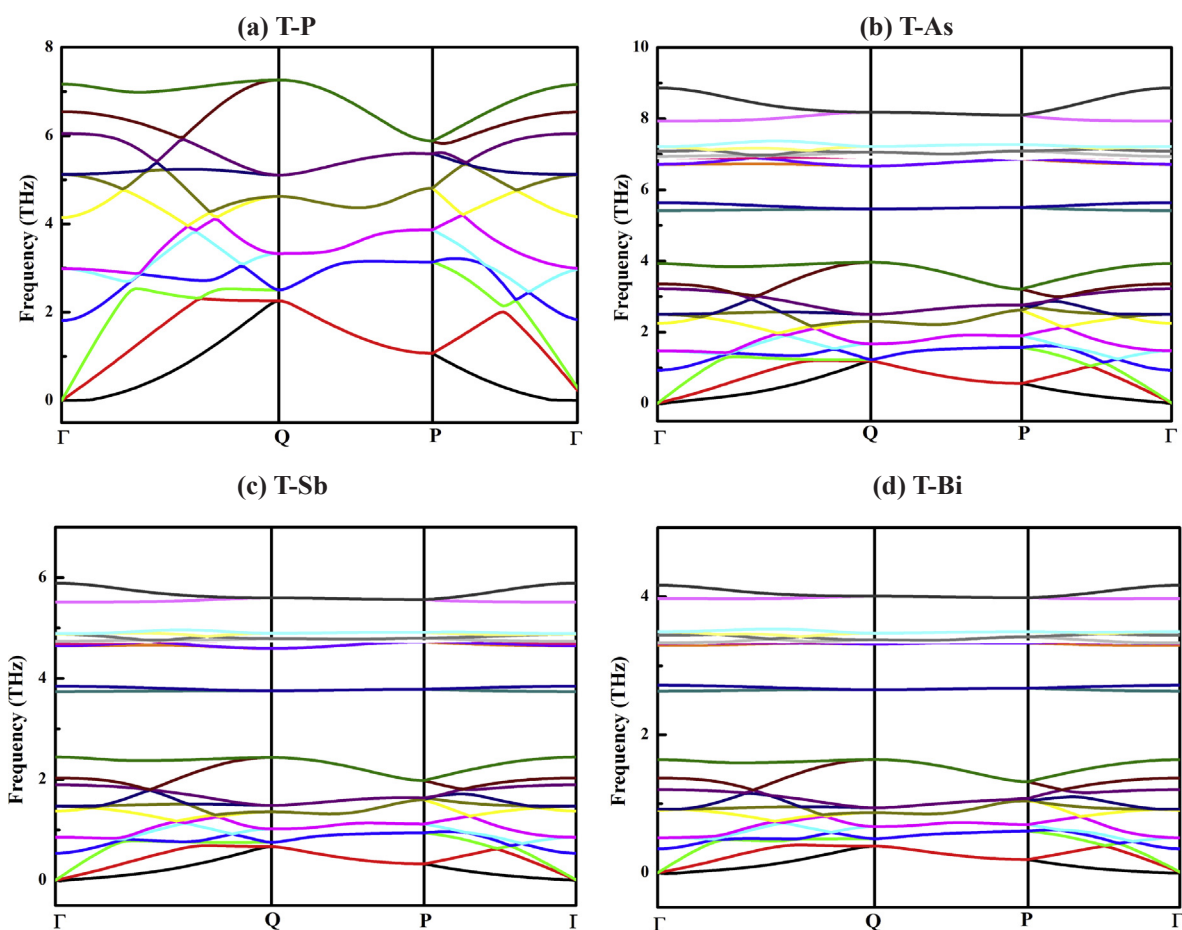 (a) T-P
8
6
4
2
0
Frequency (THz)
Γ Q P Γ
(b) T-As
10
8
6
4
2
0
Frequency (THz)
Γ Q P Γ
(c) T-Sb
6
4
2
0
Frequency (THz)
Γ Q P Γ
(d) T-Bi
4
2
0
Frequency (THz)
Γ Q P Γ